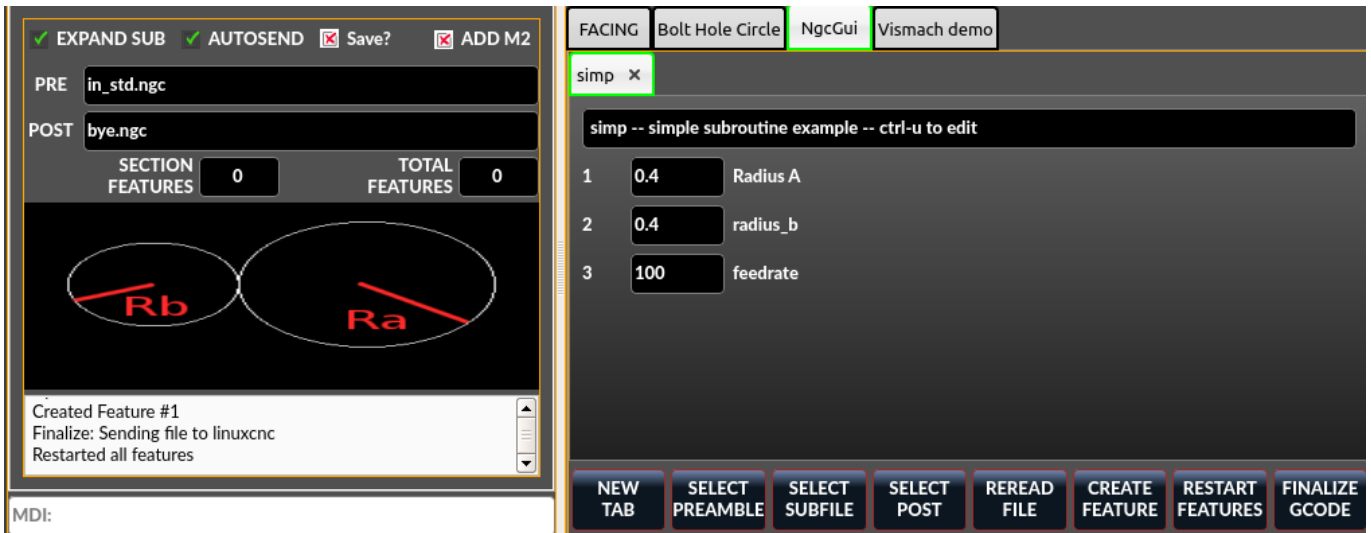 EXPAND SUB AUTOSEND Save? ADD M2
PRE in_std.ngc
POST bye.ngc
SECTION FEATURES 0 TOTAL FEATURES 0
Rb Ra
Created Feature #1
Finalize: Sending file to linuxcnc
Restarted all features
MDI:
FACING Bolt Hole Circle NgcGui Vismach demo
simp ×
simp -- simple subroutine example -- ctrl-u to edit
1 0.4 Radius A
2 0.4 radius_b
3 100 feedrate
NEW TAB SELECT PREAMBLE SELECT SUBFILE SELECT POST REREAD FILE CREATE FEATURE RESTART FEATURES FINALIZE GCODE